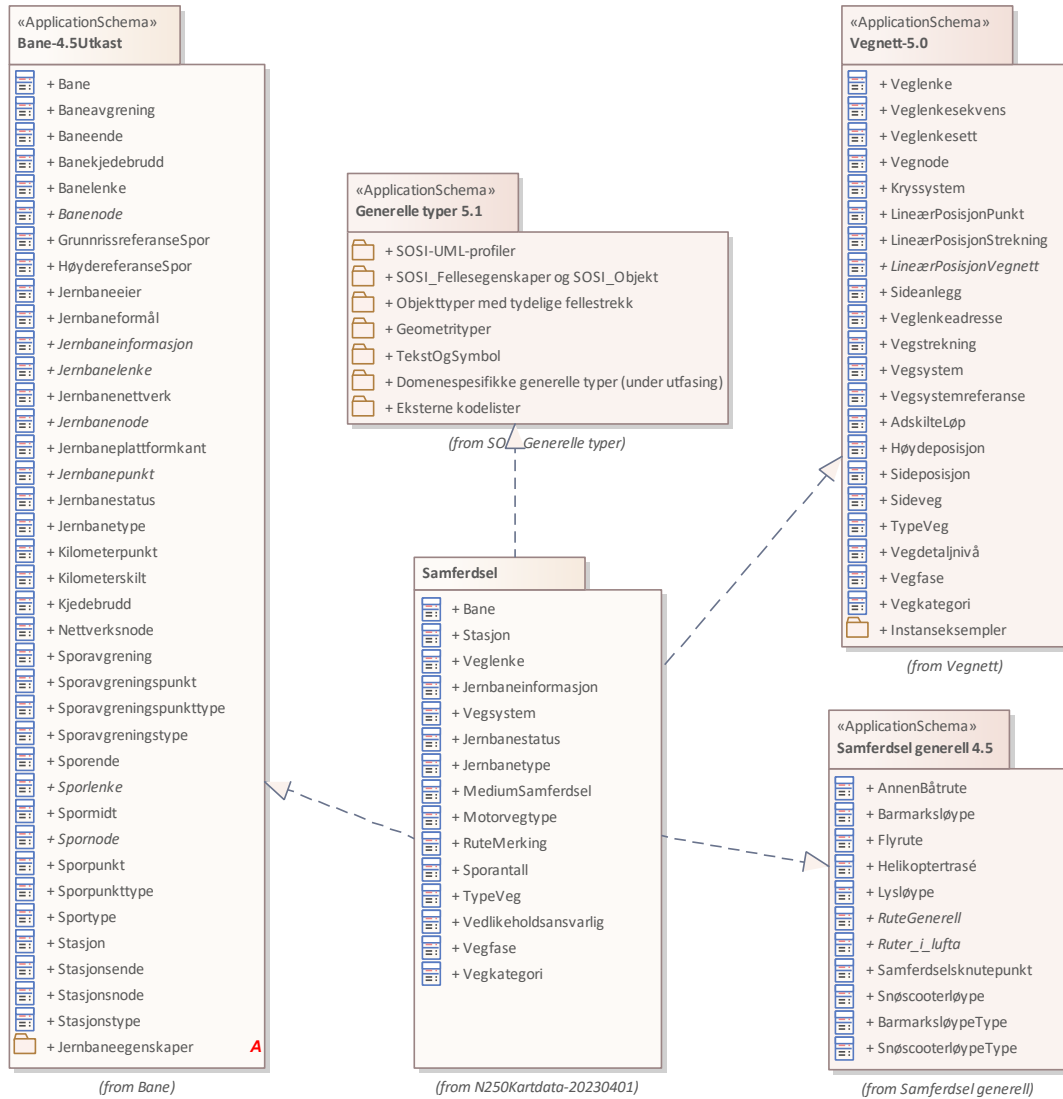 «ApplicationSchema»
Bane-4.5Utkast
+ Bane
+ Baneavgrening
+ Baneende
+ Banekjedebrudd
+ Banelenke
+ Banenode
+ GrunnrissreferanseSpor
+ HøydereferanseSpor
+ Jernbaneeier
+ Jernbaneformål
+ Jernbaneinformasjon
+ Jernbanelenke
+ Jernbanenettverk
+ Jernbanenode
+ Jernbaneplattformkant
+ Jernbanepunkt
+ Jernbanestatus
+ Jernbanetype
+ Kilometerpunkt
+ Kilometerskilt
+ Kjedebrudd
+ Nettverksnode
+ Sporavgrening
+ Sporavgreningspunkt
+ Sporavgreningspunkttype
+ Sporavgreningstype
+ Sporende
+ Sporlenke
+ Spormidt
+ Spornode
+ Sporpunkt
+ Sporpunkttype
+ Sportype
+ Stasjon
+ Stasjonsende
+ Stasjonsnode
+ Stasjonstype
+ Jernbaneegenskaper A
(from Bane)
«ApplicationSchema»
Generelle typer 5.1
+ SOSI-UML-profiler
+ SOSI_Fellesegenskaper og SOSI_Objekt
+ Objekttyper med tydelige fellestrekk
+ Geometrityper
+ TekstOgSymbol
+ Domenespesifikke generelle typer (under utfasing)
+ Eksterne kodelister
(from SO Generelle typer)
Samferdsel
+ Bane
+ Stasjon
+ Veglenke
+ Jernbaneinformasjon
+ Vegsystem
+ Jernbanestatus
+ Jernbanetype
+ MediumSamferdsel
+ Motorvegtype
+ RuteMerking
+ Sporantall
+ TypeVeg
+ Vedlikeholdsansvarlig
+ Vegfase
+ Vegkategori
(from N250Kartdata-20230401)
«ApplicationSchema»
Vegnett-5.0
+ Veglenke
+ Veglenkesekvens
+ Veglenkesett
+ Vegnode
+ Kryssystem
+ LineærPosisjonPunkt
+ LineærPosisjonStrekning
+ LineærPosisjonVegnett
+ Sideanlegg
+ Veglenkeadresse
+ Vegstrekning
+ Vegsystem
+ Vegsystemreferanse
+ AdskilteLøp
+ Høydeposisjon
+ Sideposisjon
+ Sideveg
+ TypeVeg
+ Vegdetaljnivå
+ Vegfase
+ Vegkategori
+ Instanseksempler
(from Vegnett)
«ApplicationSchema»
Samferdsel generell 4.5
+ AnnenBåtrute
+ Barmarksløype
+ Flyrute
+ Helikoptertrasé
+ Lysløype
+ RuteGenerell
+ Ruter_i_lufta
+ Samferdselsknutepunkt
+ Snøscooterløype
+ BarmarksløypeType
+ SnøscooterløypeType
(from Samferdsel generell)